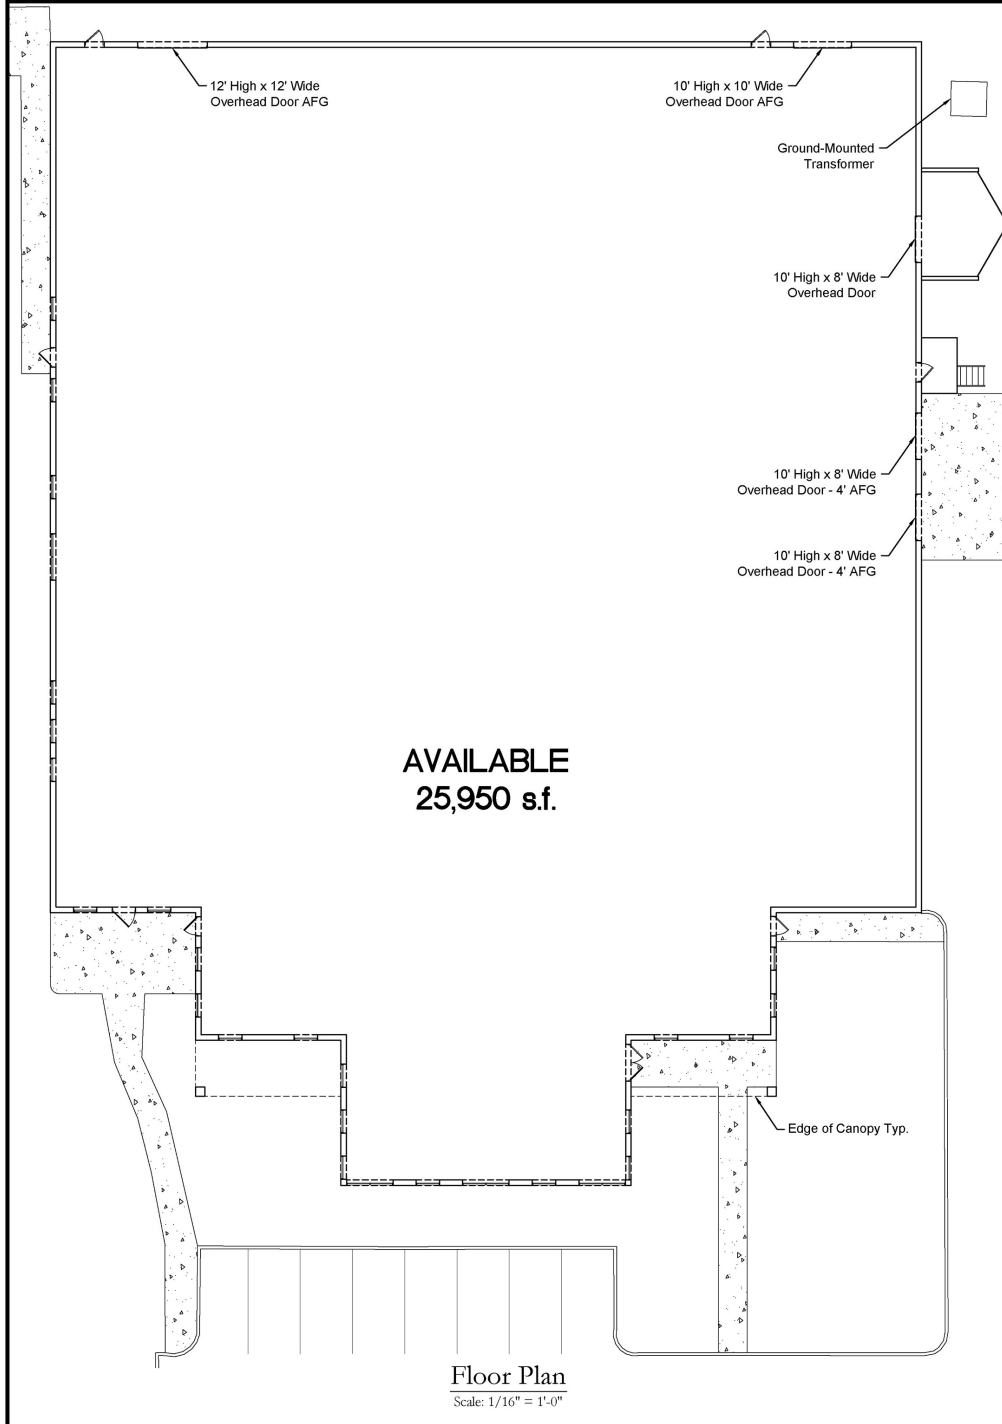 12' High x 12' Wide
Overhead Door AFG
10' High x 10' Wide
Overhead Door AFG
Ground-Mounted
Transformer
10' High x 8' Wide
Overhead Door
10' High x 8' Wide
Overhead Door - 4' AFG
10' High x 8' Wide
Overhead Door - 4' AFG
AVAILABLE
25,950 s.f.
Edge of Canopy Typ.
Floor Plan
Scale: 1/16" = 1'-0"